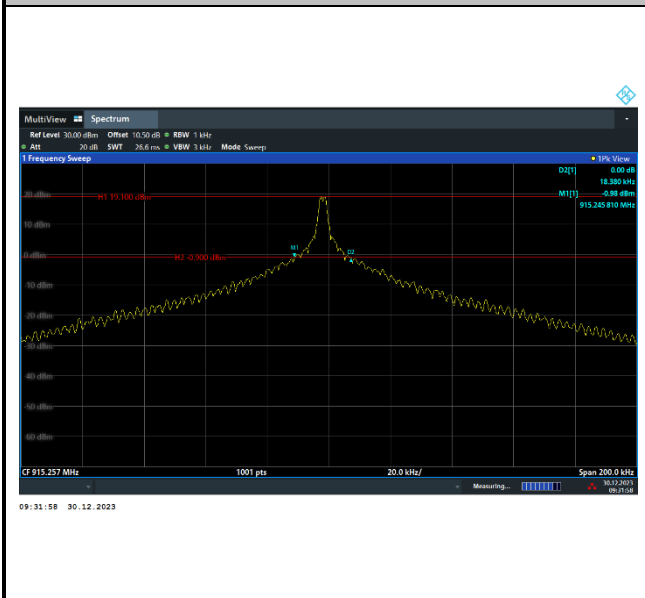 MultiView Spectrum
Ref Level 30.00 dBm Offset 10.50 dB RBW 1 kHz
Att 20 dB SWT 26.6 ms VBW 3 kHz Mode Sweep
1 Frequency Sweep 1Pk View
D2[1] 0.00 dB
18.380 kHz
M1[1] -0.98 dBm
915.245 810 MHz
20 dBm
H1 19.100 dBm
10 dBm
M1 D2
0 dBm
H2 -0.900 dBm
-10 dBm
-20 dBm
-30 dBm
-40 dBm
-50 dBm
-60 dBm
CF 915.257 MHz 1001 pts 20.0 kHz/ Span 200.0 kHz
Measuring... 30.12.2023
09:31:58
09:31:58 30.12.2023